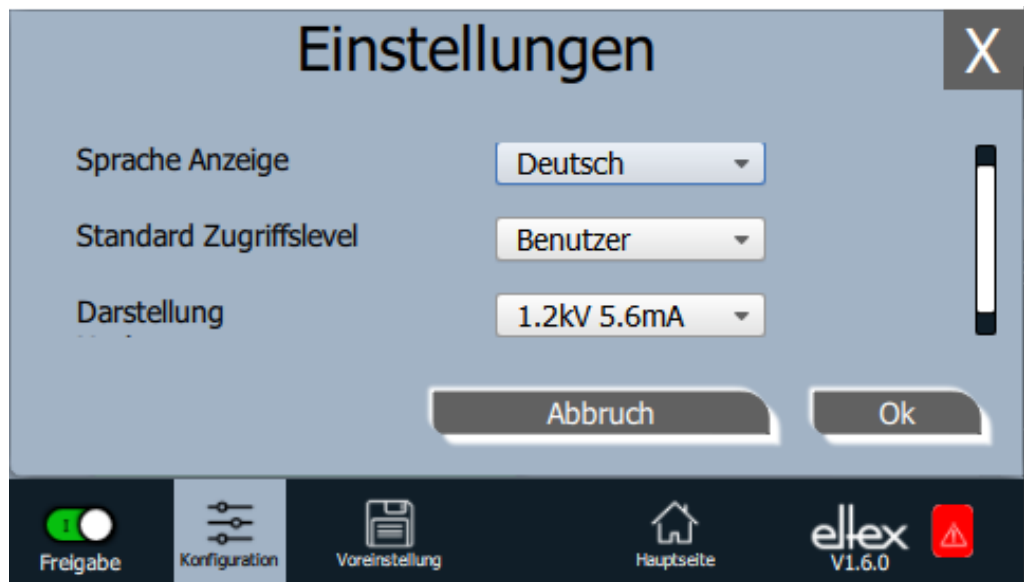 Einstellungen
X
Sprache Anzeige
Deutsch
Standard Zugriffslevel
Benutzer
Darstellung
1.2kV 5.6mA
Abbruch
Ok
I
Freigabe
Konfiguration
Voreinstellung
Hauptseite
eltex
V1.6.0